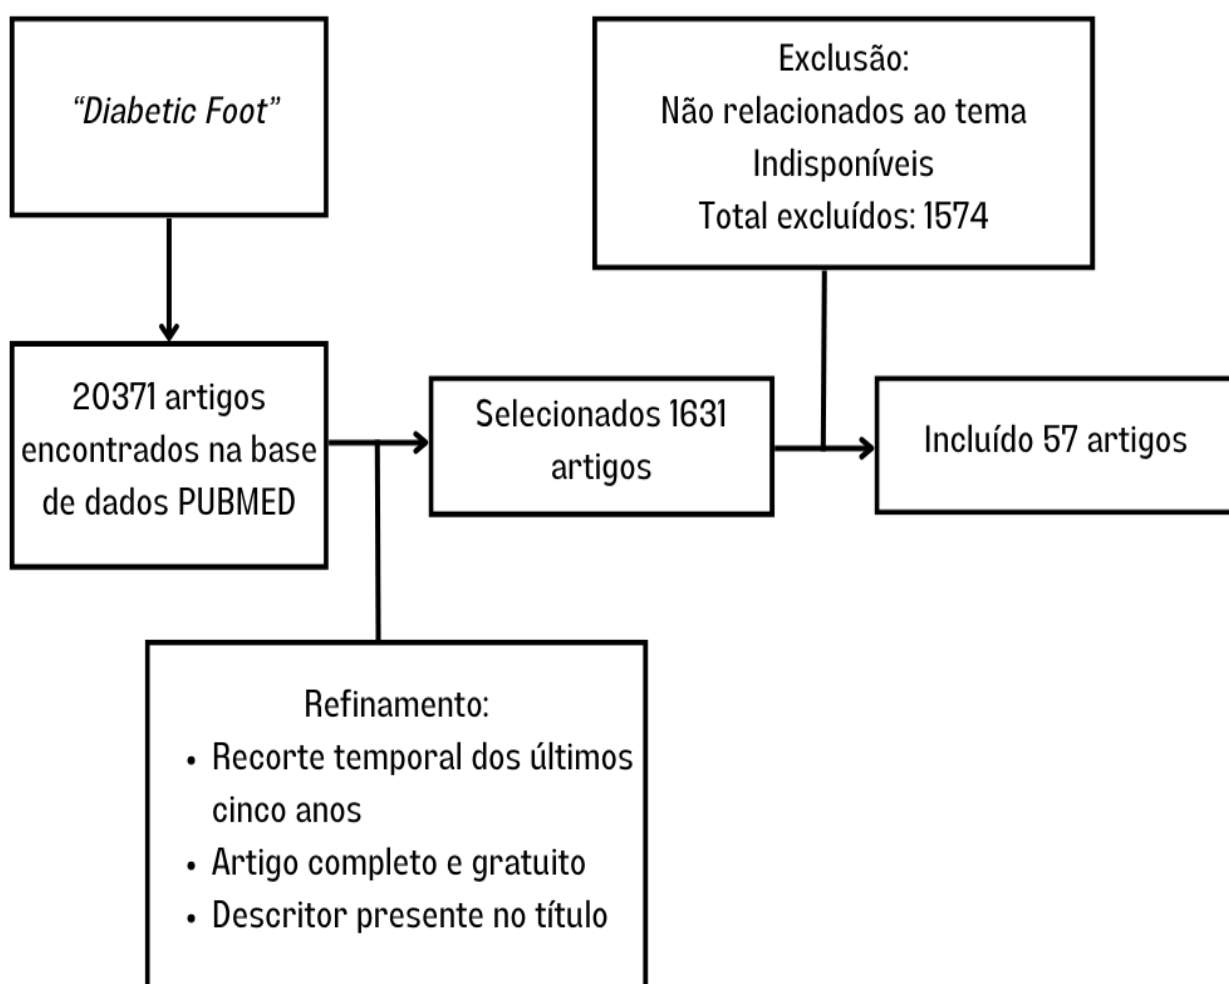 “Diabetic Foot”
20371 artigos
encontrados na base
de dados PUBMED
Refinamento:
• Recorte temporal dos últimos
cinco anos
• Artigo completo e gratuito
• Descritor presente no título
Selecionados 1631
artigos
Exclusão:
Não relacionados ao tema
Indisponíveis
Total excluídos: 1574
Incluído 57 artigos